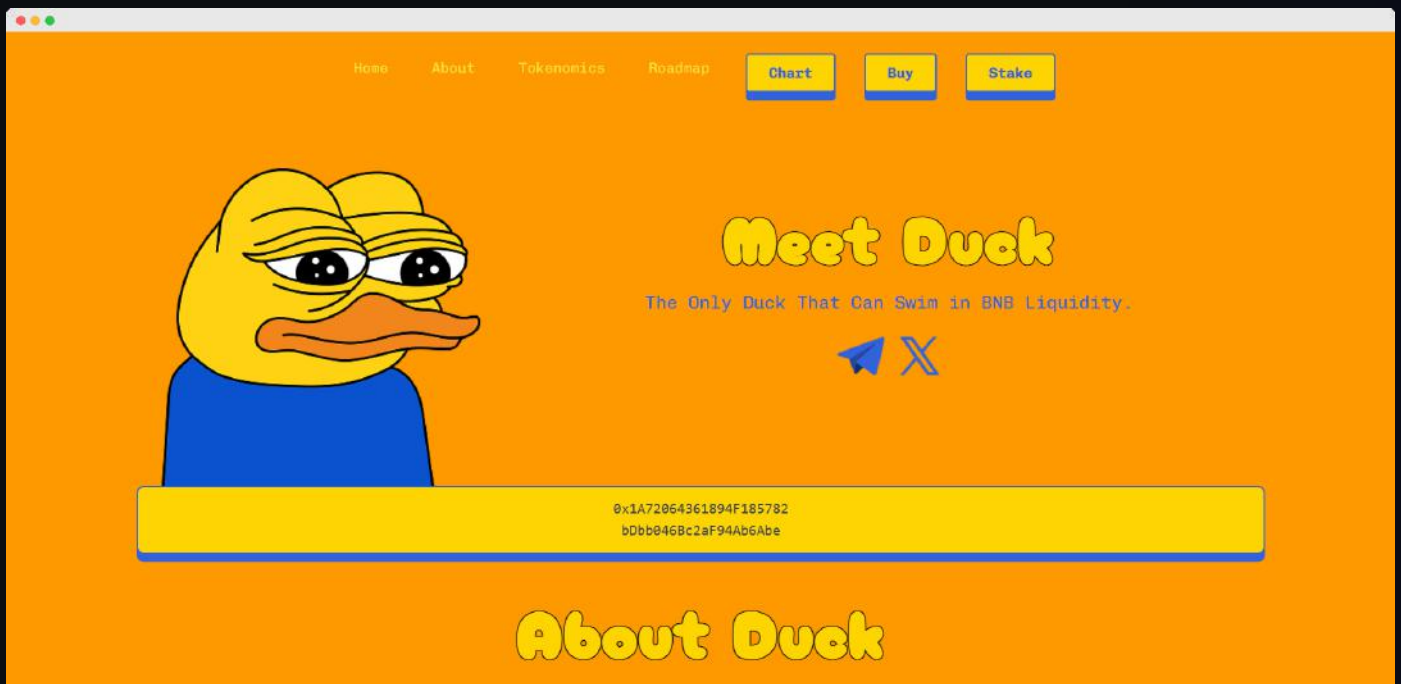 Home About Tokenomics Roadmap Chart Buy Stake
Meet Duck
The Only Duck That Can Swim in BNB Liquidity.
0x1A72064361894F185782
bDbb046Bc2aF94Ab6Abe
About Duck